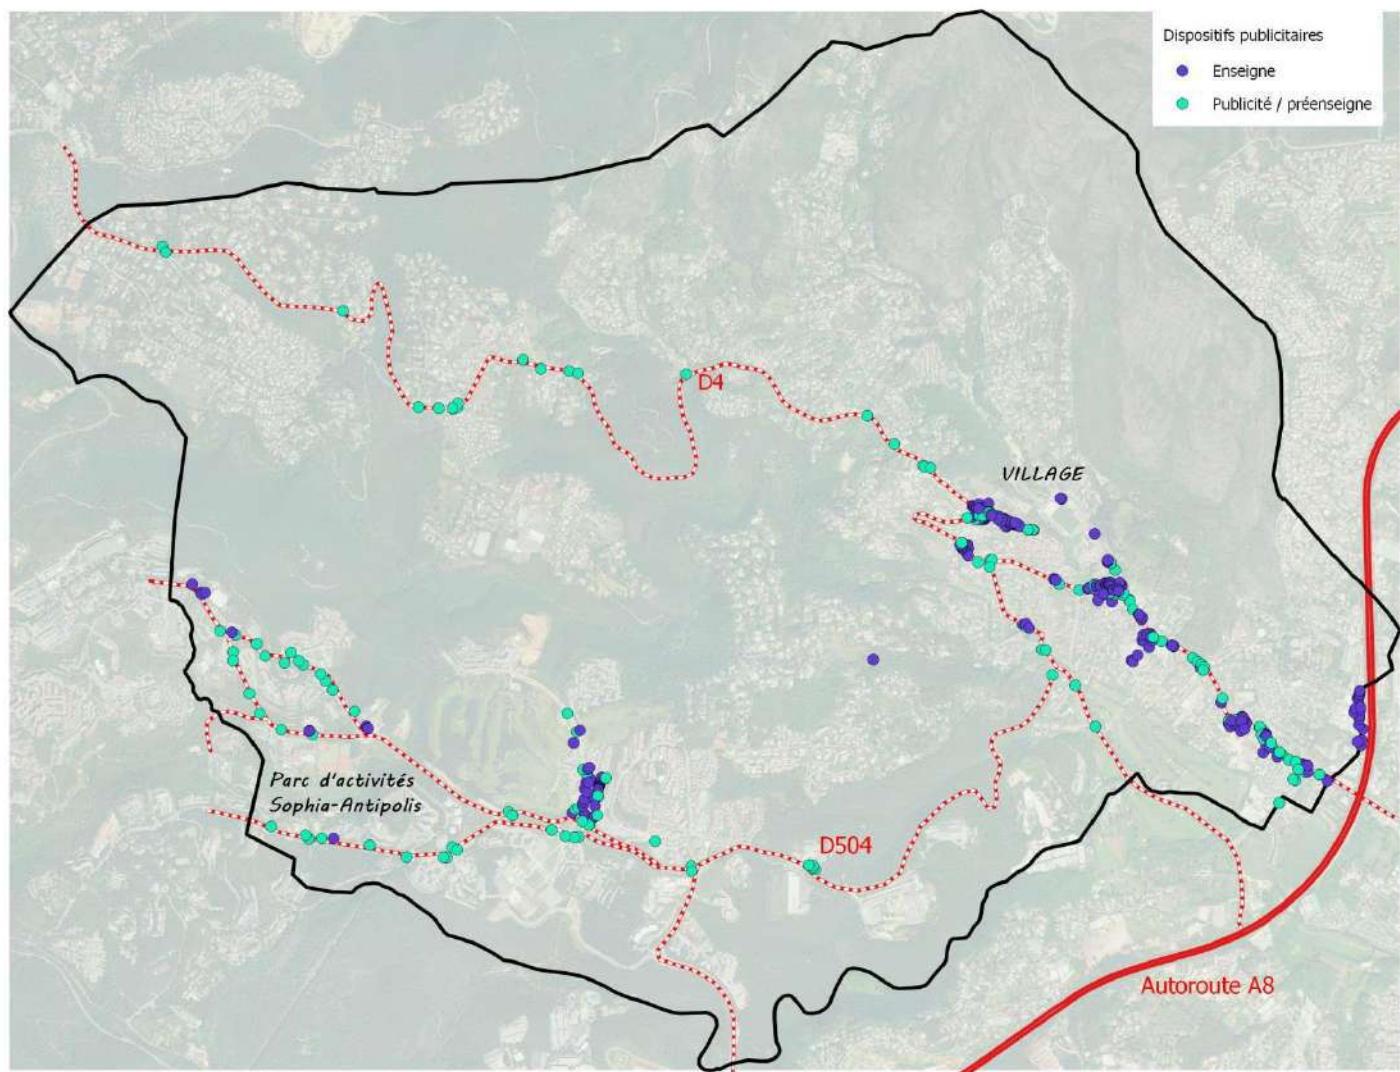 Dispositifs publicitaires
Enseigne
Publicité / préenseigne
D4
VILLAGE
Parc d'activités
Sophia-Antipolis
D504
Autoroute A8